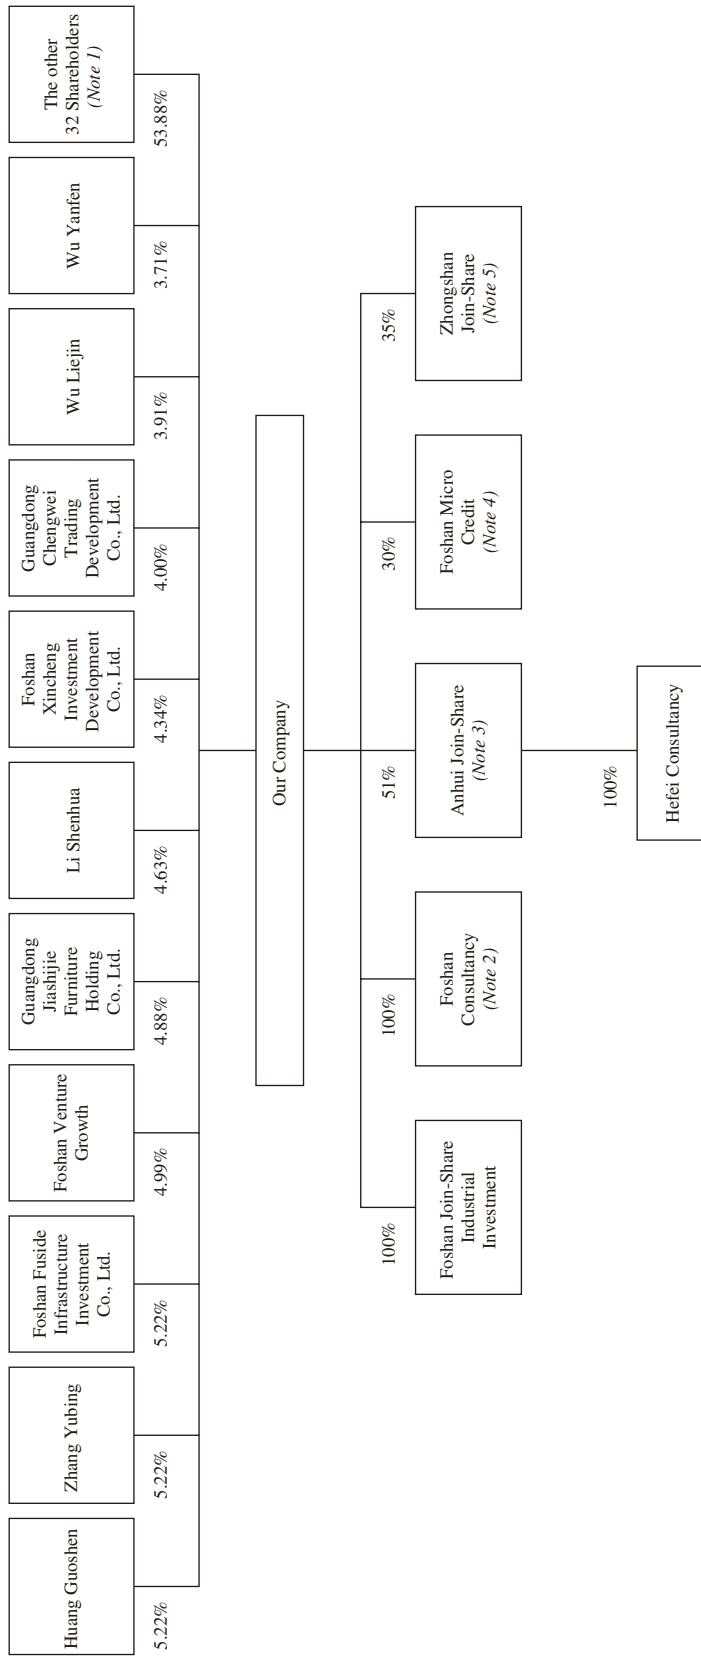 Huang Guoshen
5.22%
Zhang Yubing
5.22%
Foshan Fuside
Infrastructure
Investment
Co., Ltd.
5.22%
Foshan Venture
Growth
4.99%
Guangdong
Jiashijie
Furniture
Holding
Co., Ltd.
4.88%
Li Shenhua
4.63%
Foshan
Xincheng
Investment
Development
Co., Ltd.
4.34%
Guangdong
Chengwei
Trading
Development
Co., Ltd.
4.00%
Wu Liejin
3.91%
Wu Yanfen
3.71%
The other
32 Shareholders
(Note 1)
53.88%
Our Company
100%
Foshan Join-Share
Industrial
Investment
100%
Foshan
Consultancy
(Note 2)
51%
Anhui Join-Share
(Note 3)
30%
Foshan Micro
Credit
(Note 4)
35%
Zhongshan
Join-Share
(Note 5)
100%
Hefei Consultancy